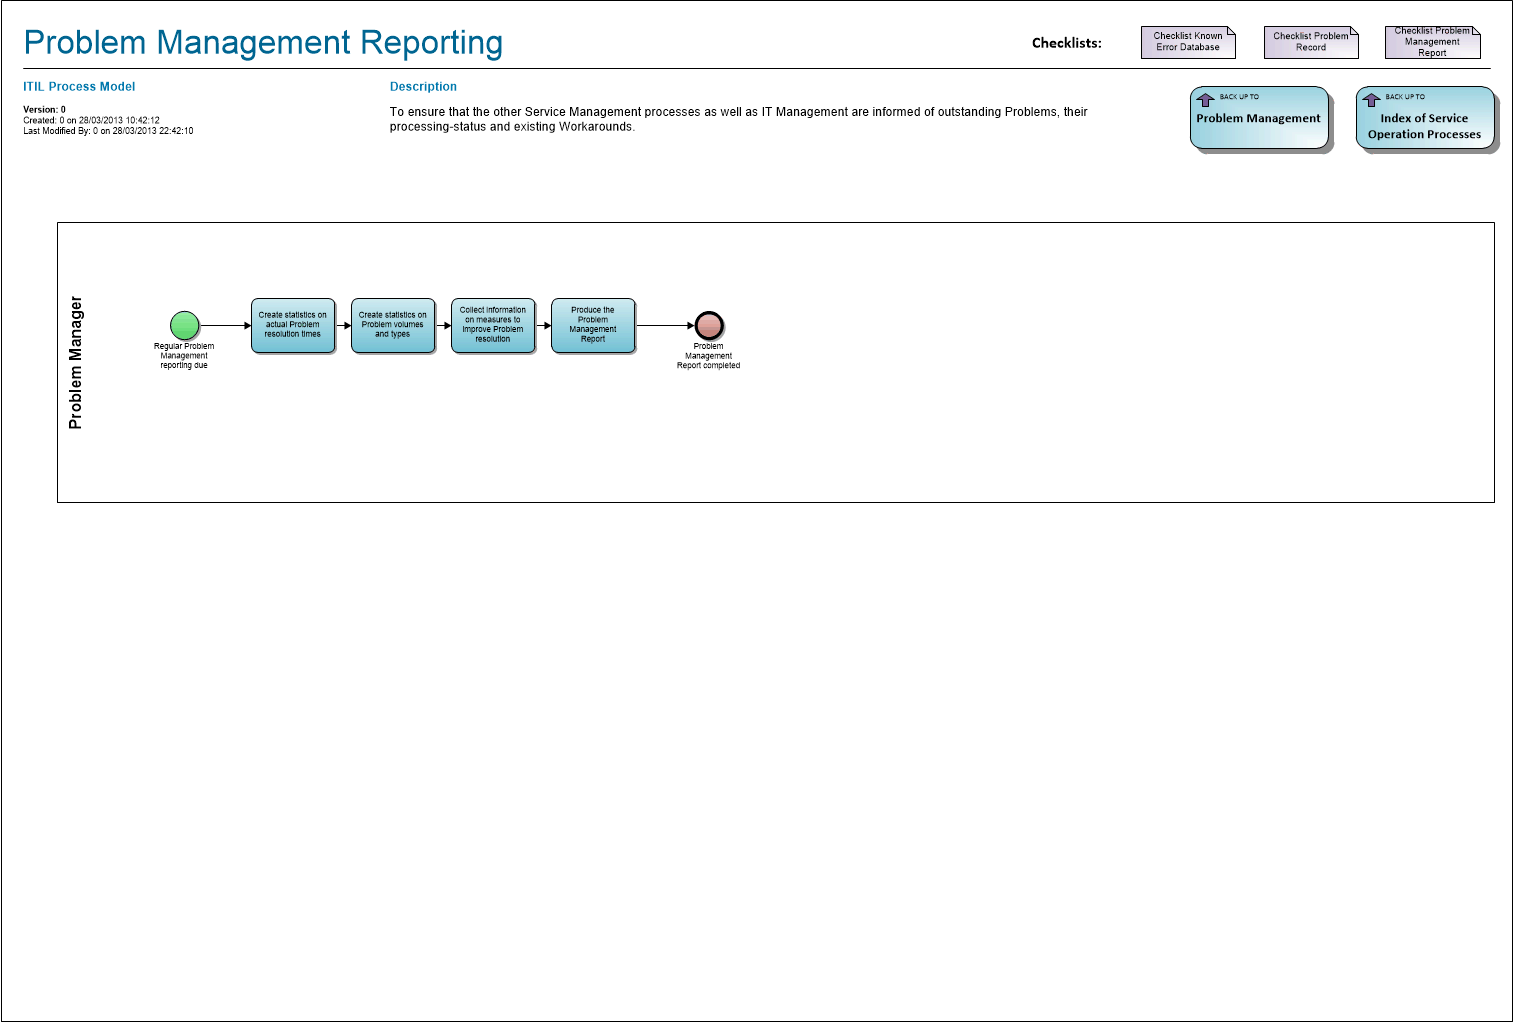 Problem Management Reporting
Checklists:
Checklist Known
Error Database
Checklist Problem
Record
Checklist Problem
Management
Report
ITIL Process Model
Version: 0
Created: 0 on 28/03/2013 10:42:12
Last Modified By: 0 on 28/03/2013 22:42:10
Description
To ensure that the other Service Management processes as well as IT Management are informed of outstanding Problems, their
processing-status and existing Workarounds.
BACK UP TO
Problem Management
BACK UP TO
Index of Service
Operation Processes
Problem Manager
Regular Problem
Management
reporting due
Create statistics on
actual Problem
resolution times
Create statistics on
Problem volumes
and types
Collect information
on measures to
improve Problem
resolution
Produce the
Problem
Management
Report
Problem
Management
Report completed